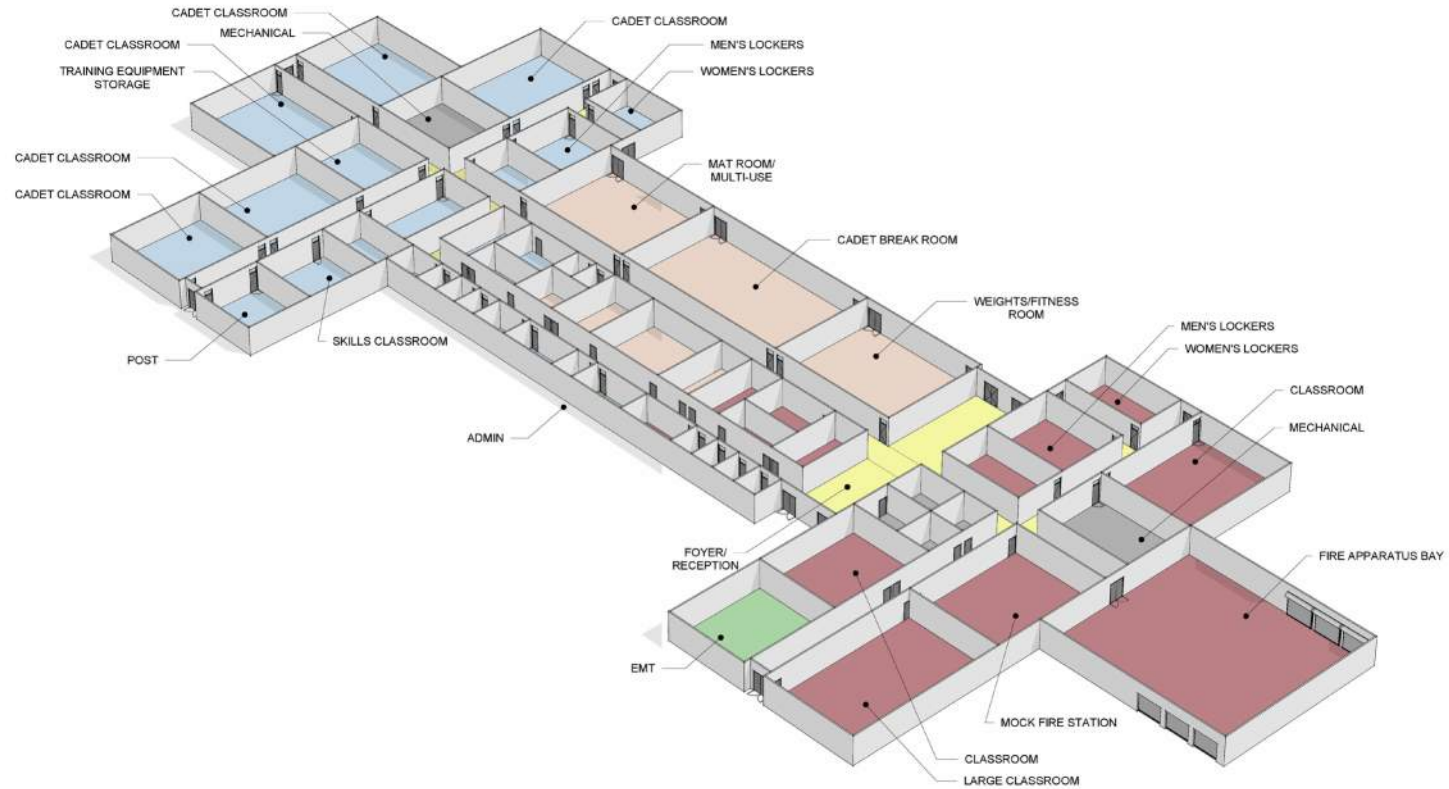 CADET CLASSROOM
MECHANICAL
CADET CLASSROOM
TRAINING EQUIPMENT
STORAGE
CADET CLASSROOM
CADET CLASSROOM
POST
SKILLS CLASSROOM
ADMIN
CADET CLASSROOM
MEN'S LOCKERS
WOMEN'S LOCKERS
MAT ROOM/
MULTI-USE
CADET BREAK ROOM
WEIGHTS/FITNESS
ROOM
MEN'S LOCKERS
WOMEN'S LOCKERS
CLASSROOM
MECHANICAL
FIRE APPARATUS BAY
FOYER/
RECEPTION
EMT
MOCK FIRE STATION
CLASSROOM
LARGE CLASSROOM